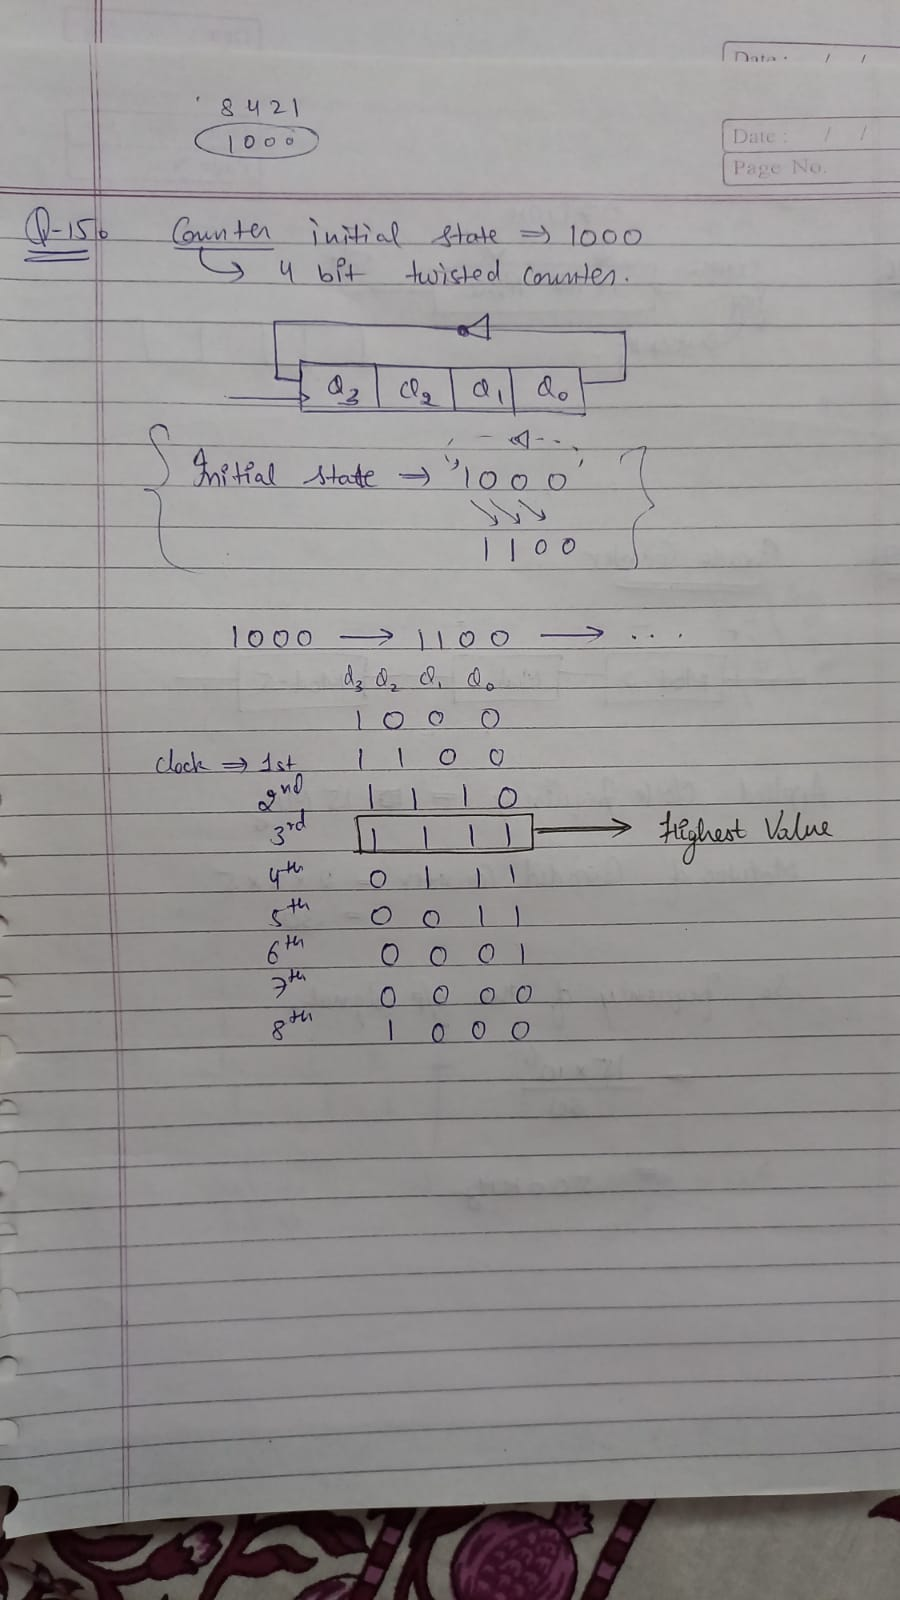 Date : / /
8 4 2 1
1 0 0 0
Date : / /
Page No.
Q-15 Counter initial state ⇒ 1000
↳ 4 bit twisted counter.
Q3 Q2 Q1 Q0
Initial state → 1 0 0 0
1 1 0 0
1000 → 1100 → ....
Q3 Q2 Q1 Q0
1 0 0 0
Clock ⇒ 1st 1 1 0 0
2nd 1 1 1 0
3rd 1 1 1 1 → Highest Value
4th 0 1 1 1
5th 0 0 1 1
6th 0 0 0 1
7th 0 0 0 0
8th 1 0 0 0